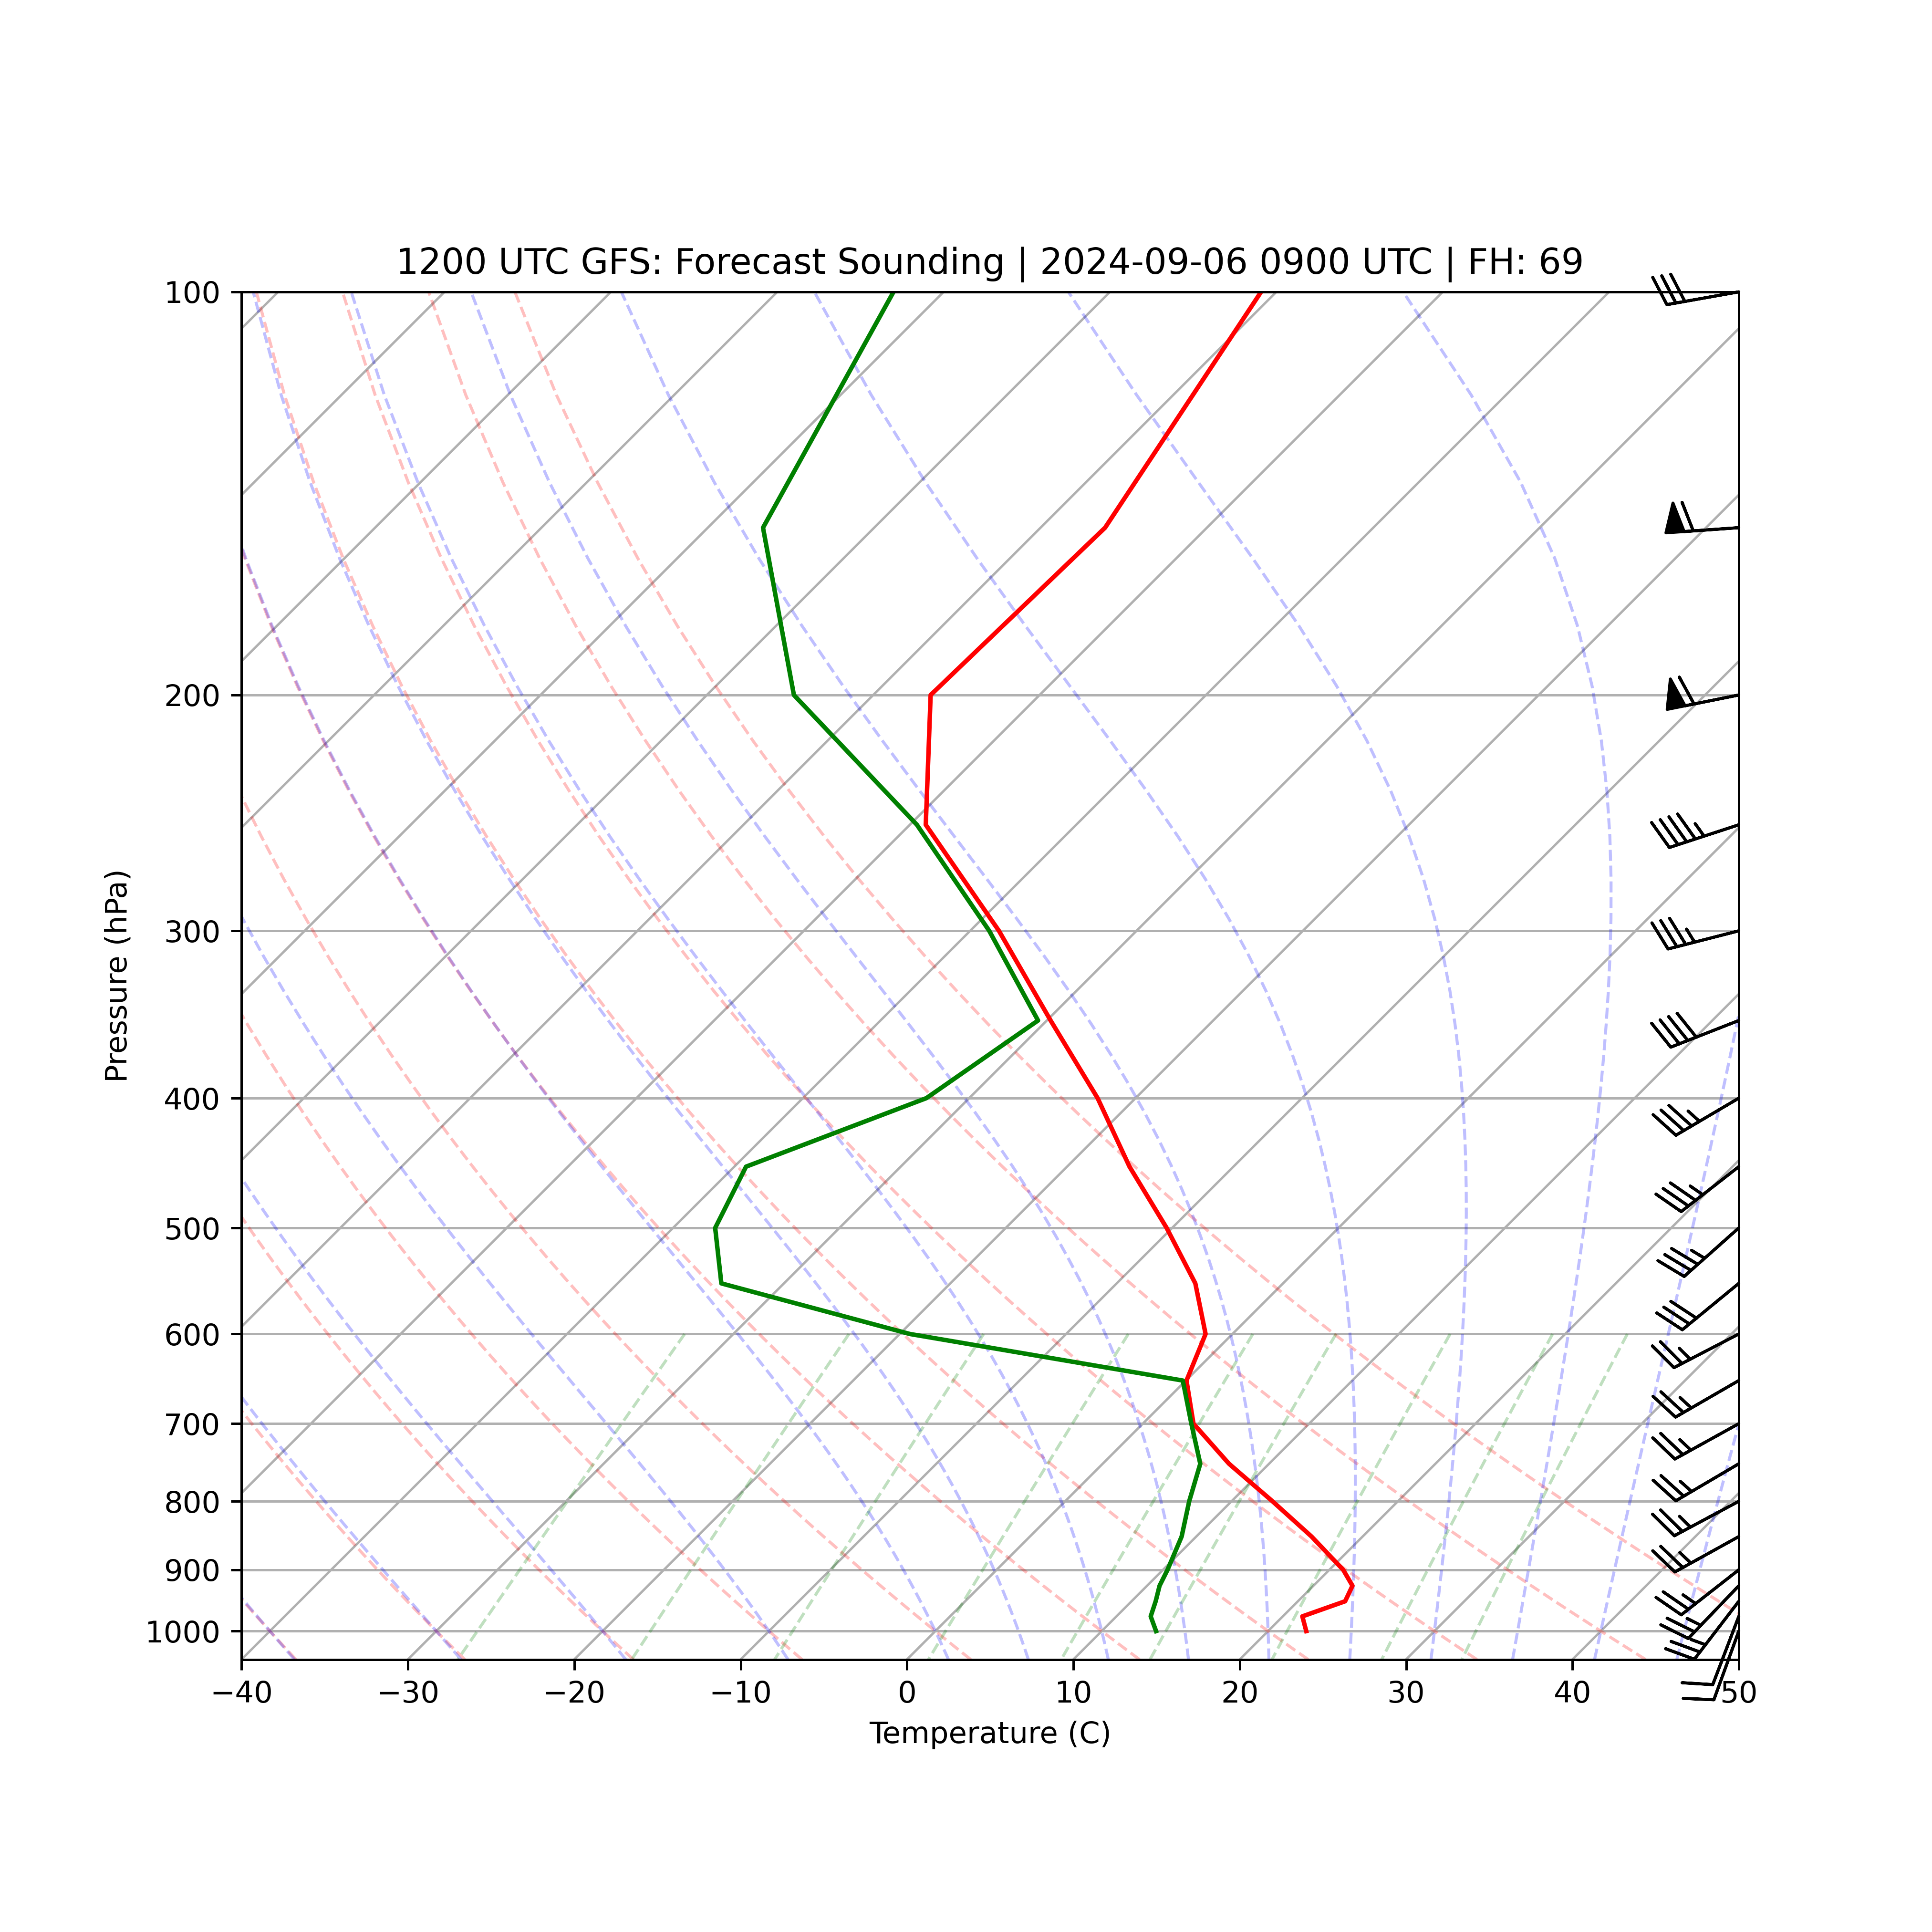 1200 UTC GFS: Forecast Sounding | 2024-09-06 0900 UTC | FH: 69
100
200
300
400
500
600
700
800
900
1000
Pressure (hPa)
−40 −30 −20 −10 0 10 20 30 40 50
Temperature (C)